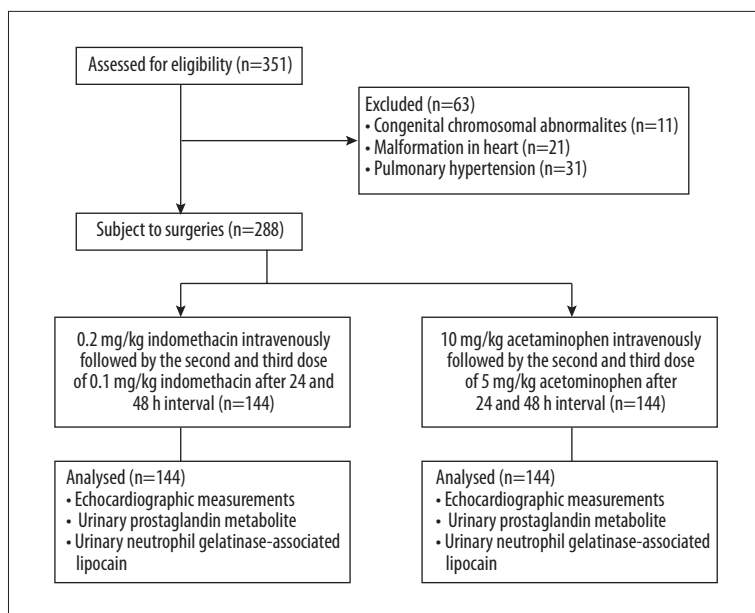 Assessed for eligibility (n=351)
Excluded (n=63)
• Congenital chromosomal abnormalites (n=11)
• Malformation in heart (n=21)
• Pulmonary hypertension (n=31)
Subject to surgeries (n=288)
0.2 mg/kg indomethacin intravenously
followed by the second and third dose
of 0.1 mg/kg indomethacin after 24 and
48 h interval (n=144)
10 mg/kg acetaminophen intravenously
followed by the second and third dose
of 5 mg/kg acetominophen after
24 and 48 h interval (n=144)
Analysed (n=144)
• Echocardiographic measurements
• Urinary prostaglandin metabolite
• Urinary neutrophil gelatinase-associated
lipocain
Analysed (n=144)
• Echocardiographic measurements
• Urinary prostaglandin metabolite
• Urinary neutrophil gelatinase-associated
lipocain